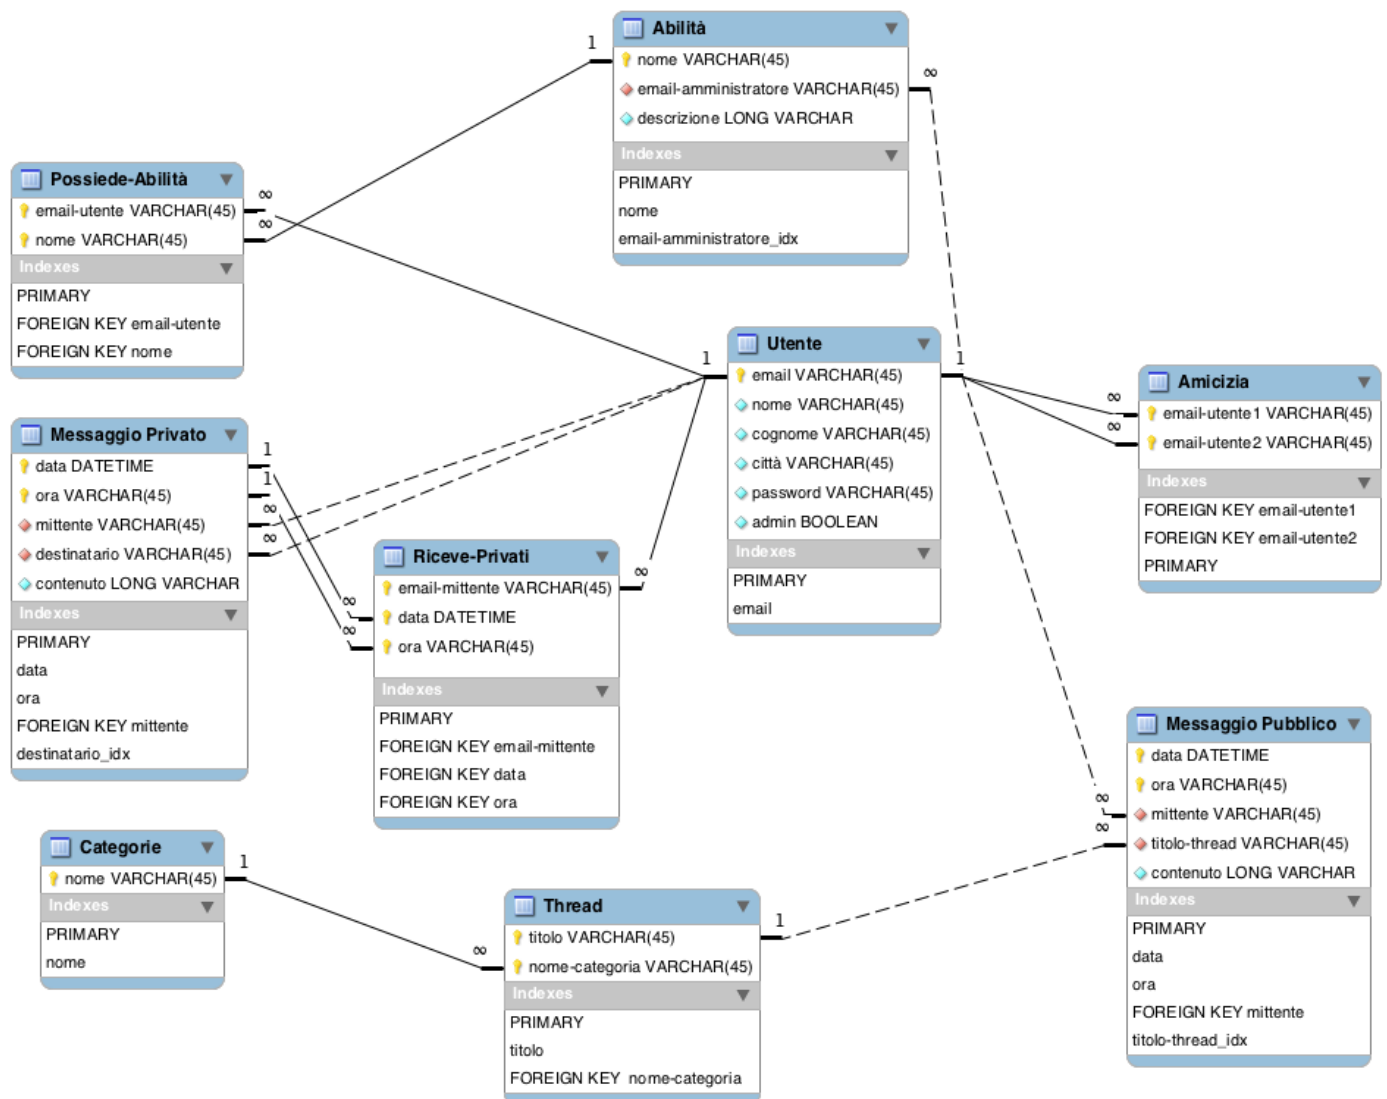 Abilità
nome VARCHAR(45)
email-amministratore VARCHAR(45)
descrizione LONG VARCHAR
Indexes
PRIMARY
nome
email-amministratore_idx
1
∞
Possiede-Abilità
email-utente VARCHAR(45)
nome VARCHAR(45)
Indexes
PRIMARY
FOREIGN KEY email-utente
FOREIGN KEY nome
∞
∞
Utente
email VARCHAR(45)
nome VARCHAR(45)
cognome VARCHAR(45)
città VARCHAR(45)
password VARCHAR(45)
admin BOOLEAN
Indexes
PRIMARY
email
1
1
Amicizia
email-utente1 VARCHAR(45)
email-utente2 VARCHAR(45)
Indexes
FOREIGN KEY email-utente1
FOREIGN KEY email-utente2
PRIMARY
∞
∞
Messaggio Privato
data DATETIME
ora VARCHAR(45)
mittente VARCHAR(45)
destinatario VARCHAR(45)
contenuto LONG VARCHAR
Indexes
PRIMARY
data
ora
FOREIGN KEY mittente
destinatario_idx
1
1
∞
∞
Riceve-Privati
email-mittente VARCHAR(45)
data DATETIME
ora VARCHAR(45)
Indexes
PRIMARY
FOREIGN KEY email-mittente
FOREIGN KEY data
FOREIGN KEY ora
∞
∞
∞
Messaggio Pubblico
data DATETIME
ora VARCHAR(45)
mittente VARCHAR(45)
titolo-thread VARCHAR(45)
contenuto LONG VARCHAR
Indexes
PRIMARY
data
ora
FOREIGN KEY mittente
titolo-thread_idx
∞
∞
Categorie
nome VARCHAR(45)
Indexes
PRIMARY
nome
1
Thread
titolo VARCHAR(45)
nome-categoria VARCHAR(45)
Indexes
PRIMARY
titolo
FOREIGN KEY nome-categoria
∞
1